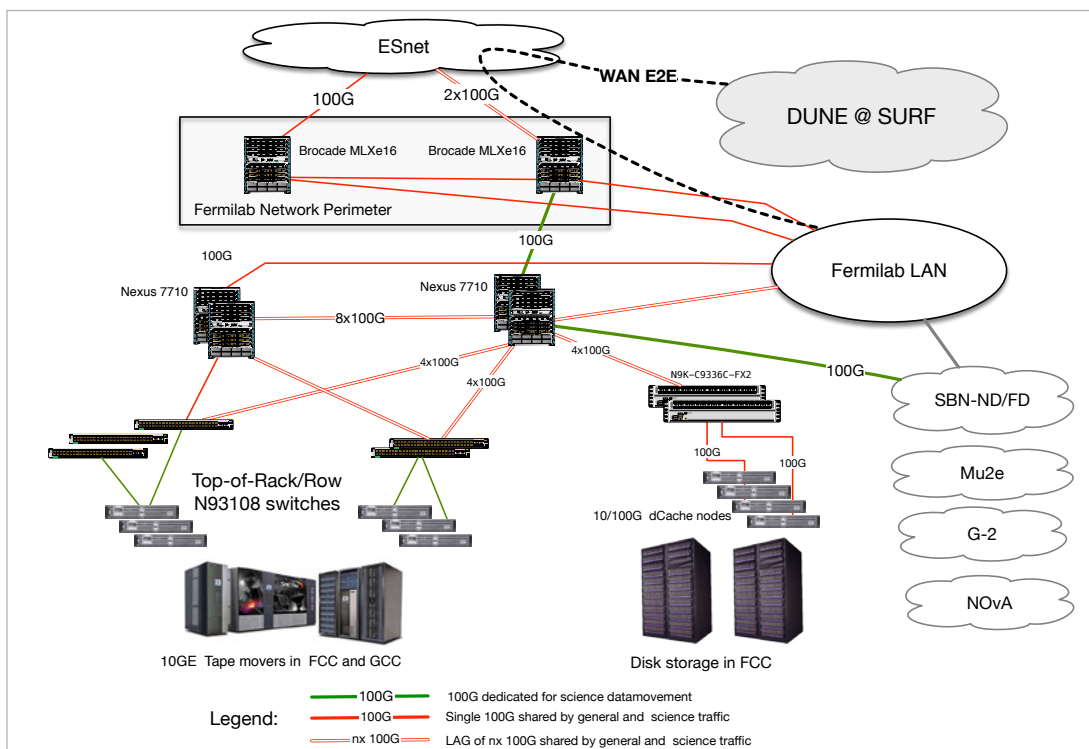 ESnet
WAN E2E
DUNE @ SURF
100G
2x100G
Brocade MLXe16
Brocade MLXe16
Fermilab Network Perimeter
100G
100G
Fermilab LAN
Nexus 7710
Nexus 7710
8x100G
4x100G
4x100G
4x100G
N9K-C9336C-FX2
100G
SBN-ND/FD
100G
100G
Mu2e
Top-of-Rack/Row
N93108 switches
10/100G dCache nodes
G-2
NOvA
10GE Tape movers in FCC and GCC
Disk storage in FCC
Legend:
100G
100G dedicated for science datamovement
100G
Single 100G shared by general and science traffic
nx 100G
LAG of nx 100G shared by general and science traffic